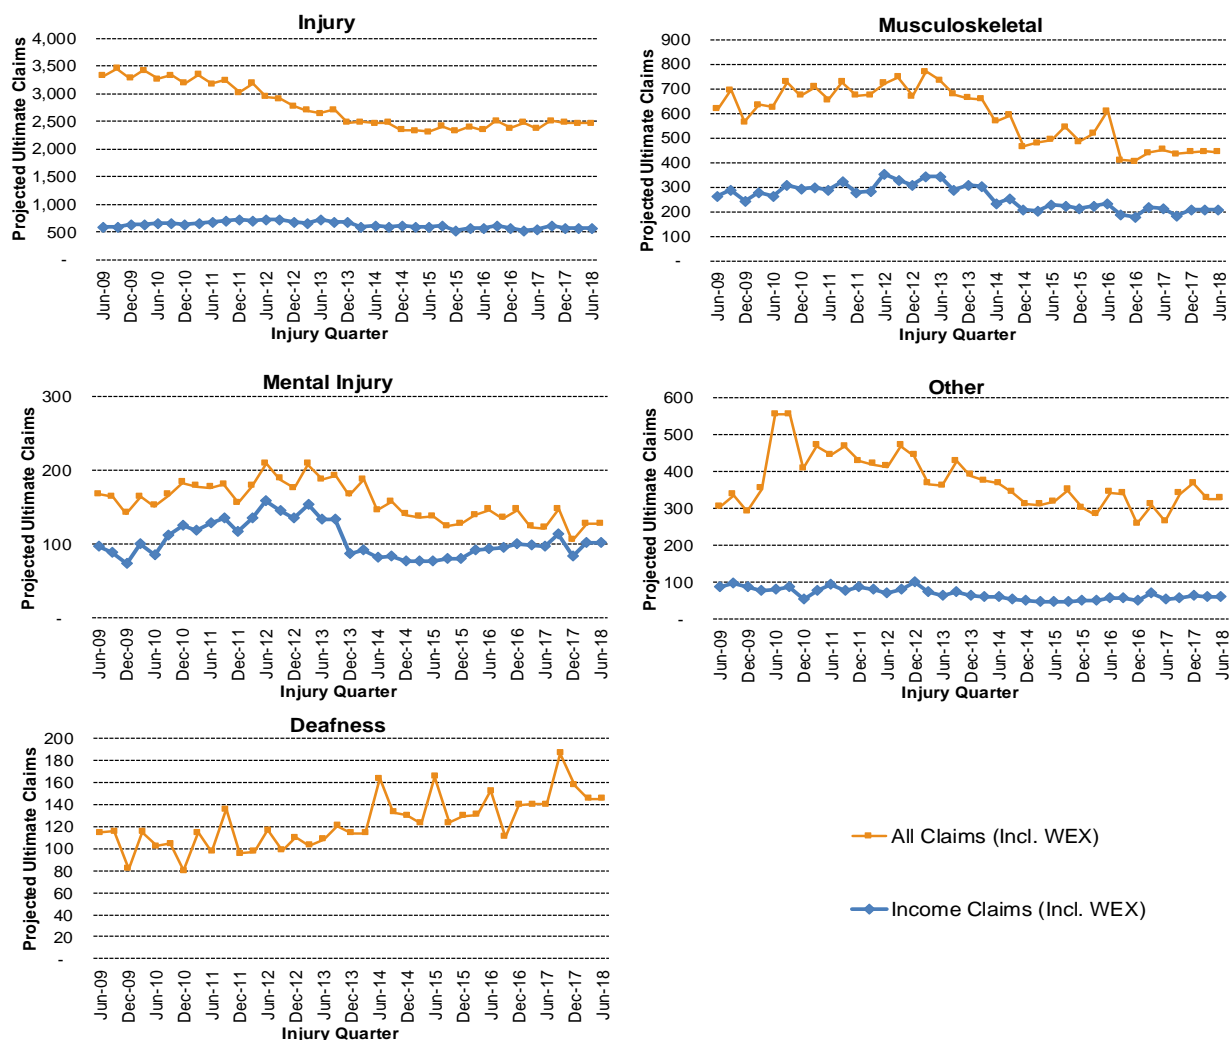 Injury
Projected Ultimate Claims
4,000
3,500
3,000
2,500
2,000
1,500
1,000
500
-
Jun-09
Dec-09
Jun-10
Dec-10
Jun-11
Dec-11
Jun-12
Dec-12
Jun-13
Dec-13
Jun-14
Dec-14
Jun-15
Dec-15
Jun-16
Dec-16
Jun-17
Dec-17
Jun-18
Injury Quarter
Musculoskeletal
Projected Ultimate Claims
900
800
700
600
500
400
300
200
100
-
Jun-09
Dec-09
Jun-10
Dec-10
Jun-11
Dec-11
Jun-12
Dec-12
Jun-13
Dec-13
Jun-14
Dec-14
Jun-15
Dec-15
Jun-16
Dec-16
Jun-17
Dec-17
Jun-18
Injury Quarter
Mental Injury
Projected Ultimate Claims
300
200
100
-
Jun-09
Dec-09
Jun-10
Dec-10
Jun-11
Dec-11
Jun-12
Dec-12
Jun-13
Dec-13
Jun-14
Dec-14
Jun-15
Dec-15
Jun-16
Dec-16
Jun-17
Dec-17
Jun-18
Injury Quarter
Other
Projected Ultimate Claims
600
500
400
300
200
100
-
Jun-09
Dec-09
Jun-10
Dec-10
Jun-11
Dec-11
Jun-12
Dec-12
Jun-13
Dec-13
Jun-14
Dec-14
Jun-15
Dec-15
Jun-16
Dec-16
Jun-17
Dec-17
Jun-18
Injury Quarter
Deafness
Projected Ultimate Claims
200
180
160
140
120
100
80
60
40
20
-
Jun-09
Dec-09
Jun-10
Dec-10
Jun-11
Dec-11
Jun-12
Dec-12
Jun-13
Dec-13
Jun-14
Dec-14
Jun-15
Dec-15
Jun-16
Dec-16
Jun-17
Dec-17
Jun-18
Injury Quarter
All Claims (Incl. WEX)
Income Claims (Incl. WEX)